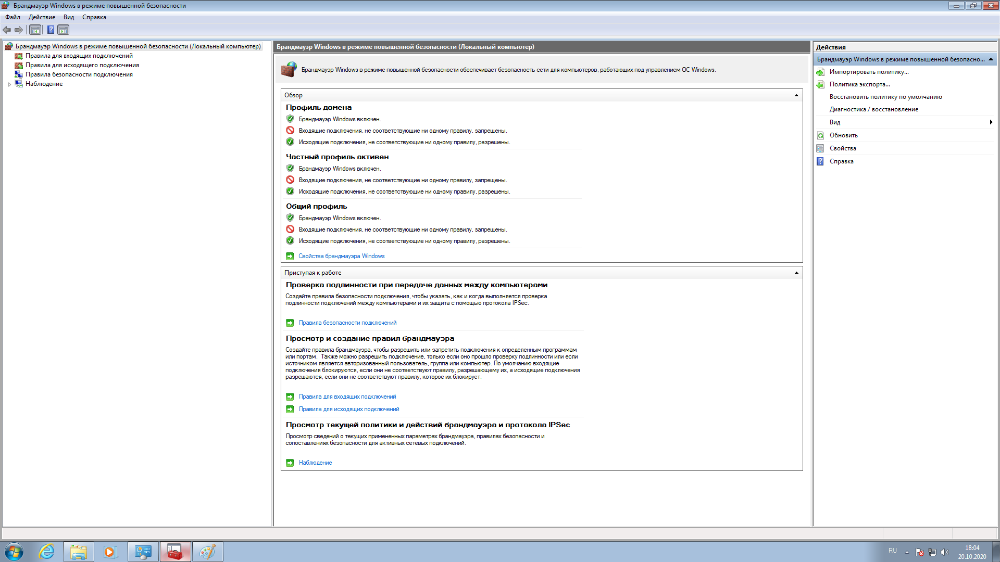 Брандмауэр Windows в режиме повышенной безопасности
Файл Действие Вид Справка
Брандмауэр Windows в режиме повышенной безопасности (Локальный компьютер)
Правила для входящих подключений
Правила для исходящего подключения
Правила безопасности подключения
Наблюдение
Брандмауэр Windows в режиме повышенной безопасности (Локальный компьютер)
Брандмауэр Windows в режиме повышенной безопасности обеспечивает безопасность сети для компьютеров, работающих под управлением ОС Windows.
Обзор
Профиль домена
Брандмауэр Windows включен.
Входящие подключения, не соответствующие ни одному правилу, запрещены.
Исходящие подключения, не соответствующие ни одному правилу, разрешены.
Частный профиль активен
Брандмауэр Windows включен.
Входящие подключения, не соответствующие ни одному правилу, запрещены.
Исходящие подключения, не соответствующие ни одному правилу, разрешены.
Общий профиль
Брандмауэр Windows включен.
Входящие подключения, не соответствующие ни одному правилу, запрещены.
Исходящие подключения, не соответствующие ни одному правилу, разрешены.
Свойства брандмауэра Windows
Приступая к работе
Проверка подлинности при передаче данных между компьютерами
Создайте правила безопасности подключения, чтобы указать, как и когда выполняется проверка
подлинности подключений между компьютерами и их защита с помощью протокола IPSec.
Правила безопасности подключений
Просмотр и создание правил брандмауэра
Создайте правила брандмауэра, чтобы разрешить или запретить подключения к определенным программам
или портам. Также можно разрешить подключение, только если оно прошло проверку подлинности или если
источником является авторизованный пользователь, группа или компьютер. По умолчанию входящие
подключения блокируются, если они не соответствуют правилу, разрешающему их, а исходящие подключения
разрешаются, если они не соответствуют правилу, которое их блокирует.
Правила для входящих подключений
Правила для исходящих подключений
Просмотр текущей политики и действий брандмауэра и протокола IPSec
Просмотр сведений о текущих примененных параметрах брандмауэра, правилах безопасности и
сопоставлениях безопасности для активных сетевых подключений.
Наблюдение
Действия
Брандмауэр Windows в режиме повышенной безопасно...
Импортировать политику...
Политика экспорта...
Восстановить политику по умолчанию
Диагностика / восстановление
Вид
Обновить
Свойства
Справка
RU
18:04
20.10.2020